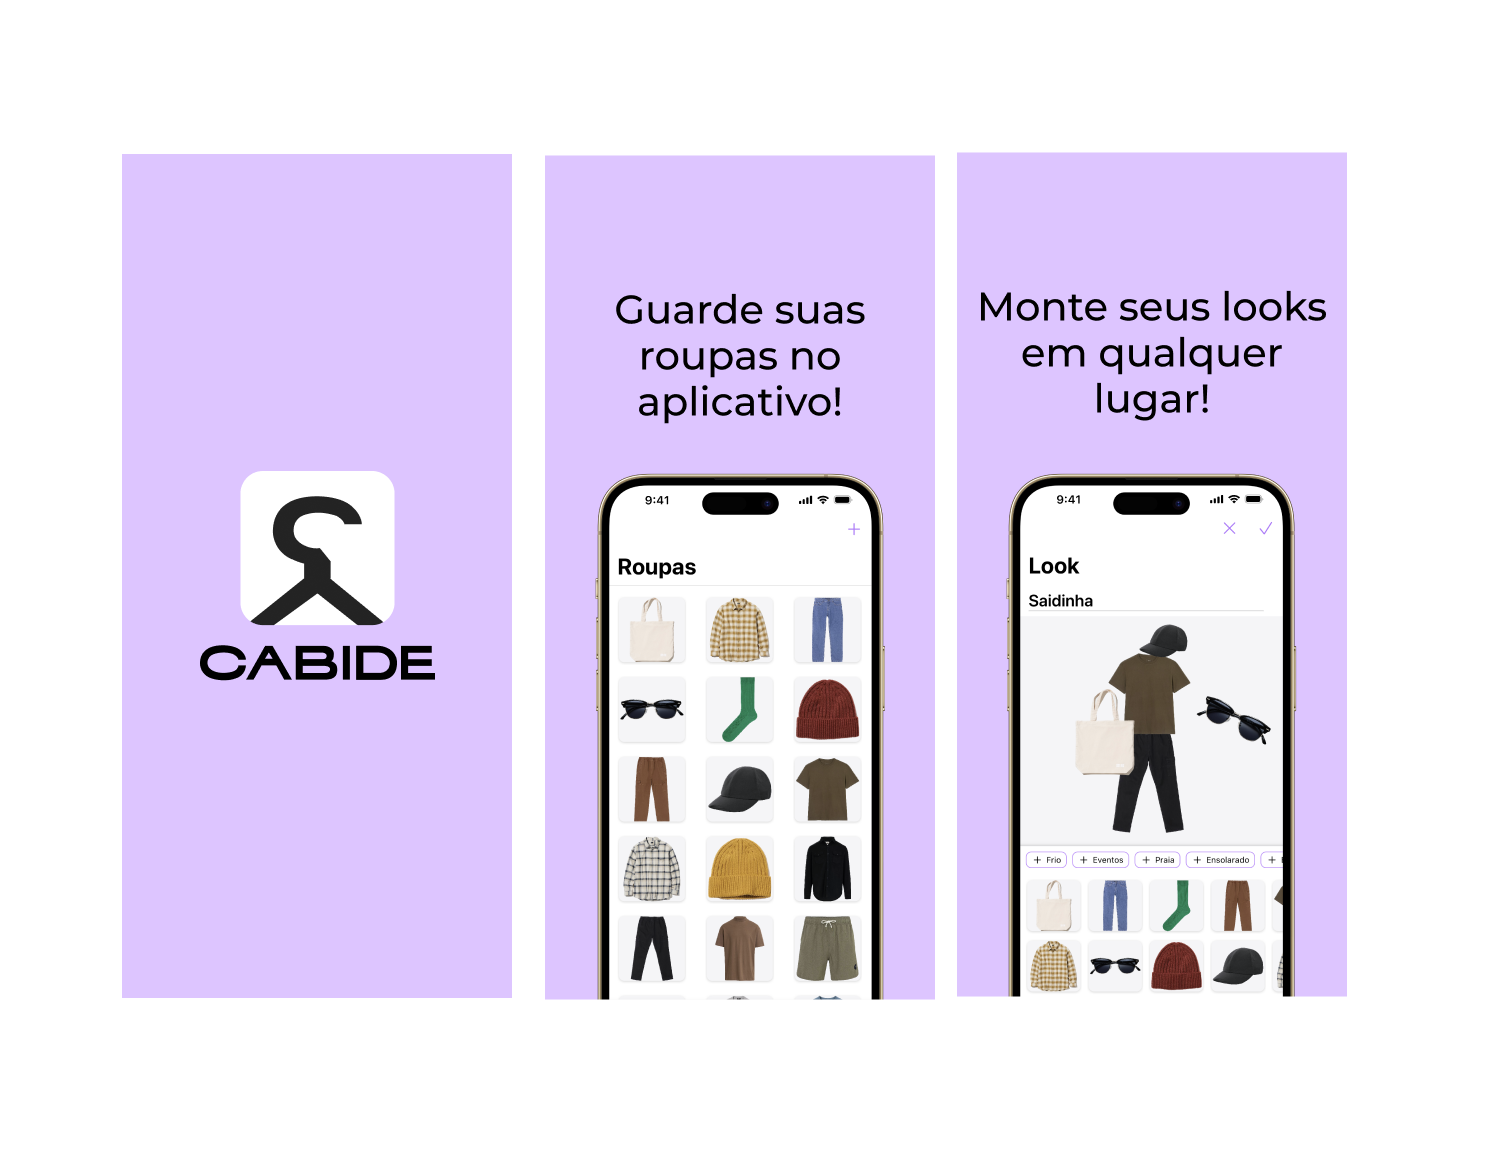 CABIDE
Guarde suas
roupas no
aplicativo!
9:41
Roupas
Monte seus looks
em qualquer
lugar!
9:41
Look
Saidinha
+ Frio
+ Eventos
+ Praia
+ Ensolarado
+